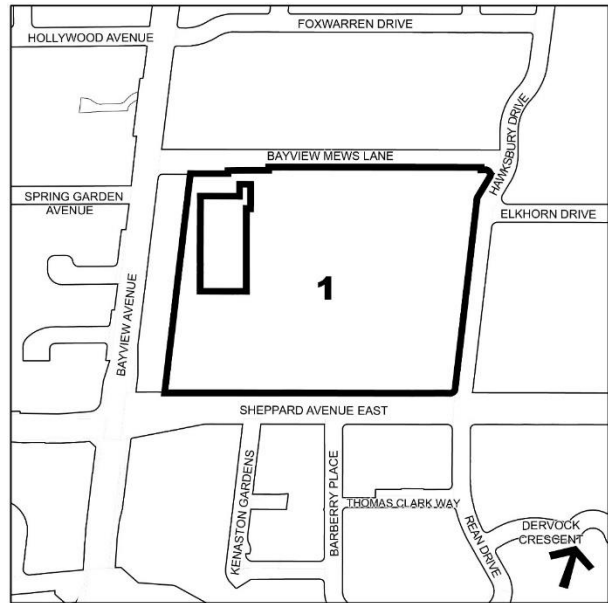 FOXWARREN DRIVE
HOLLYWOOD AVENUE
BAYVIEW MEWS LANE
HAWKSBURY DRIVE
SPRING GARDEN
AVENUE
ELKHORN DRIVE
BAYVIEW AVENUE
1
SHEPPARD AVENUE EAST
KENASTON GARDENS
BARBERRY PLACE
THOMAS CLARK WAY
REAN DRIVE
DERVOCK
CRESCENT